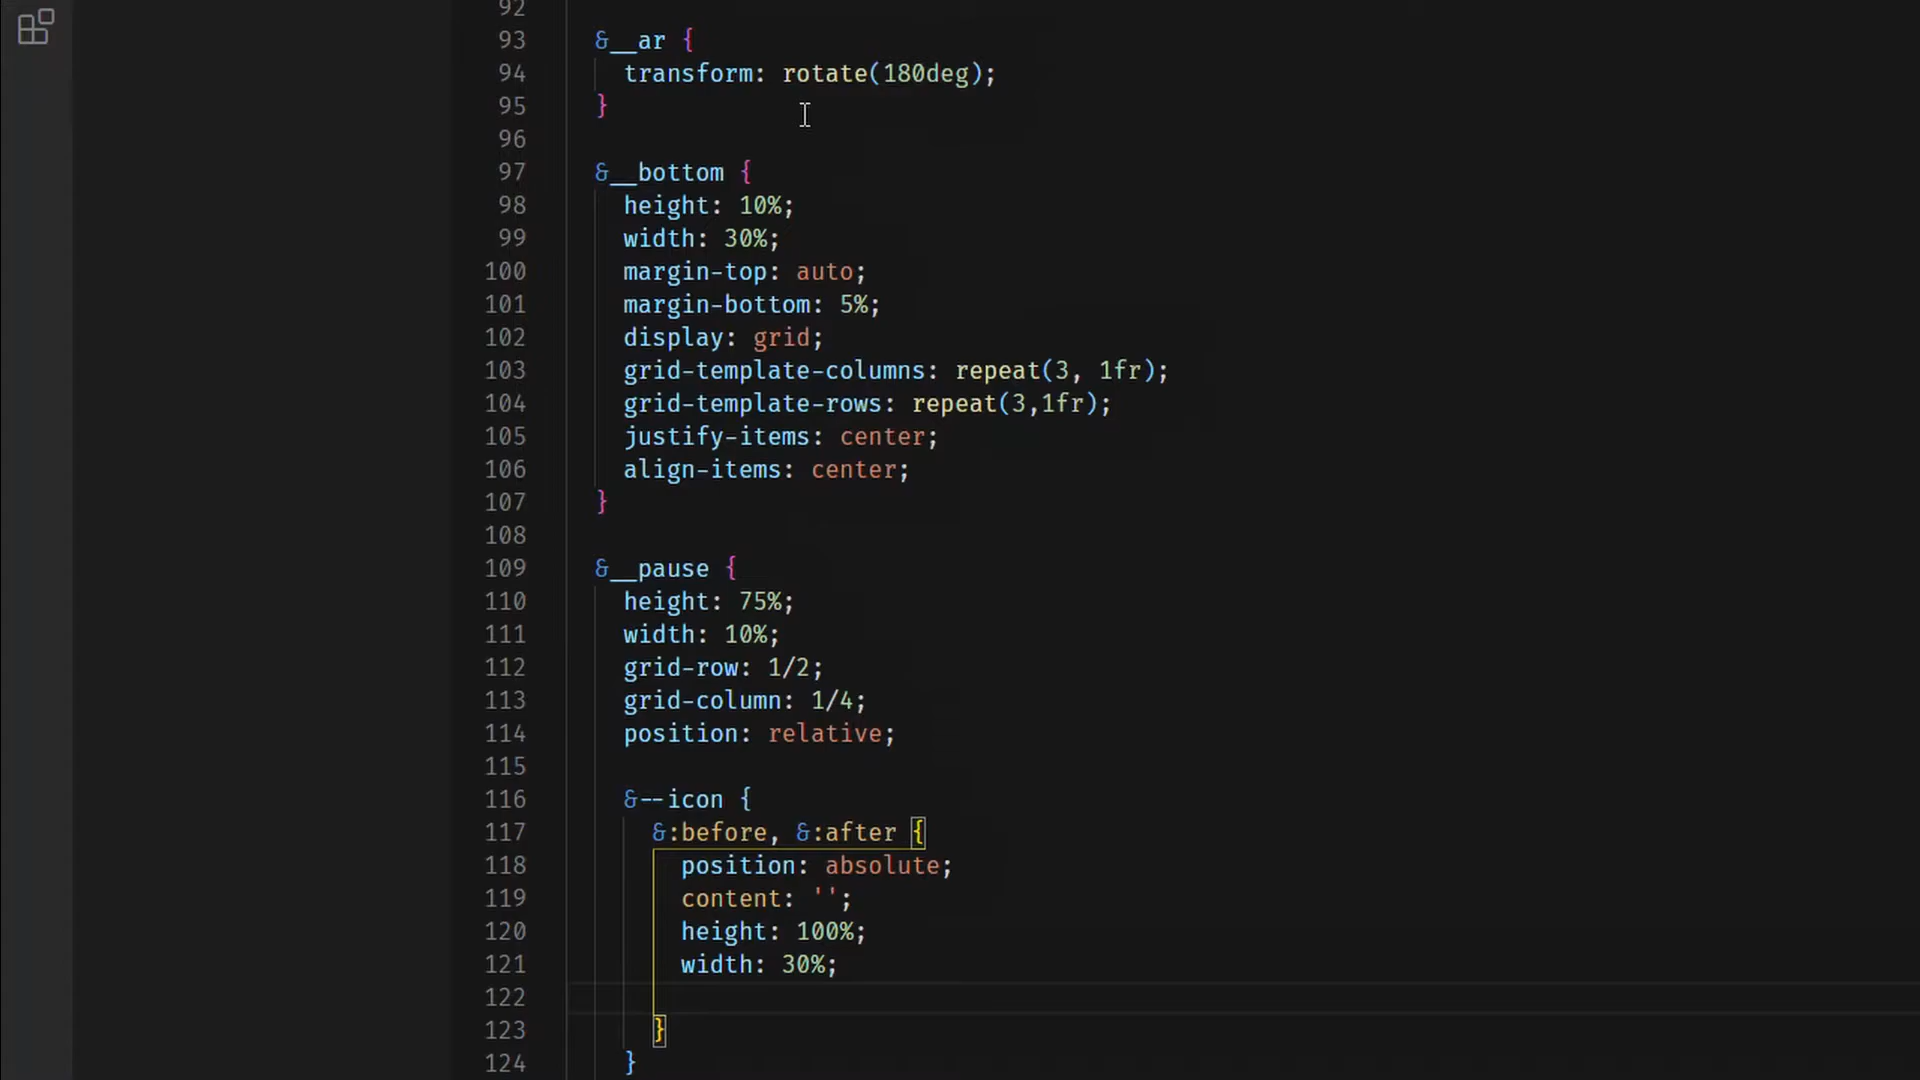 92
93 &__ar {
94 transform: rotate(180deg);
95 }
96
97 &__bottom {
98 height: 10%;
99 width: 30%;
100 margin-top: auto;
101 margin-bottom: 5%;
102 display: grid;
103 grid-template-columns: repeat(3, 1fr);
104 grid-template-rows: repeat(3,1fr);
105 justify-items: center;
106 align-items: center;
107 }
108
109 &__pause {
110 height: 75%;
111 width: 10%;
112 grid-row: 1/2;
113 grid-column: 1/4;
114 position: relative;
115
116 &--icon {
117 &:before, &:after {
118 position: absolute;
119 content: '';
120 height: 100%;
121 width: 30%;
122
123 }
124 }